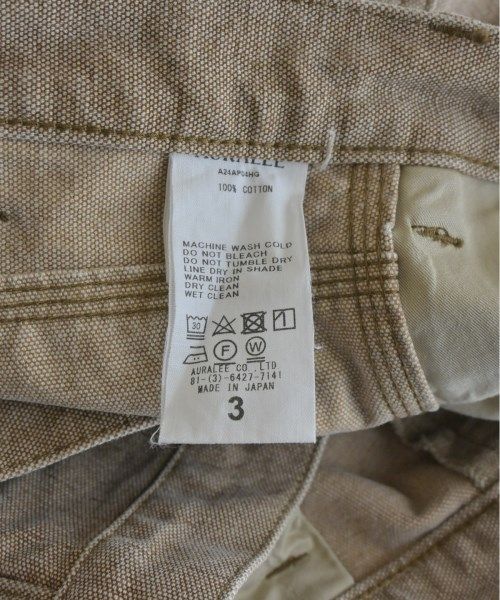 AURALEE
A24AP04HG
100% COTTON
MACHINE WASH COLD
DO NOT BLEACH
DO NOT TUMBLE DRY
LINE DRY IN SHADE
WARM IRON
DRY CLEAN
WET CLEAN
30
F W
AURALEE CO.,LTD
81-(3)-6427-7141
MADE IN JAPAN
3